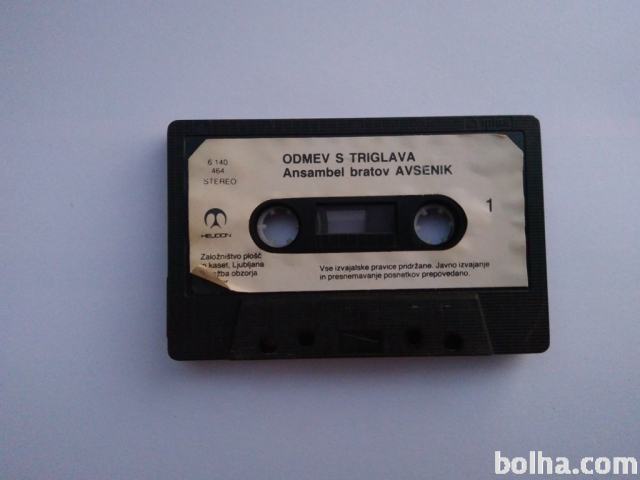 ODMEV S TRIGLAVA
Ansambel bratov AVSENIK
6 140
464
STEREO
1
HELIDON
Založništvo plošč
kaset, Ljubljana
obzorja
Vse izvajalske pravice pridržane. Javno izvajanje
in presnemavanje posnetkov prepovedano.
bolha.com